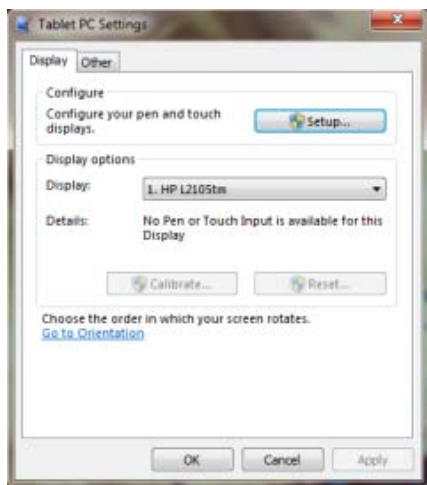 Tablet PC Settings
Display Other
Configure
Configure your pen and touch
displays.
Setup...
Display options
Display:
1. HP L2105tm
Details:
No Pen or Touch Input is available for this
Display
Calibrate...
Reset...
Choose the order in which your screen rotates.
Go to Orientation
OK
Cancel
Apply